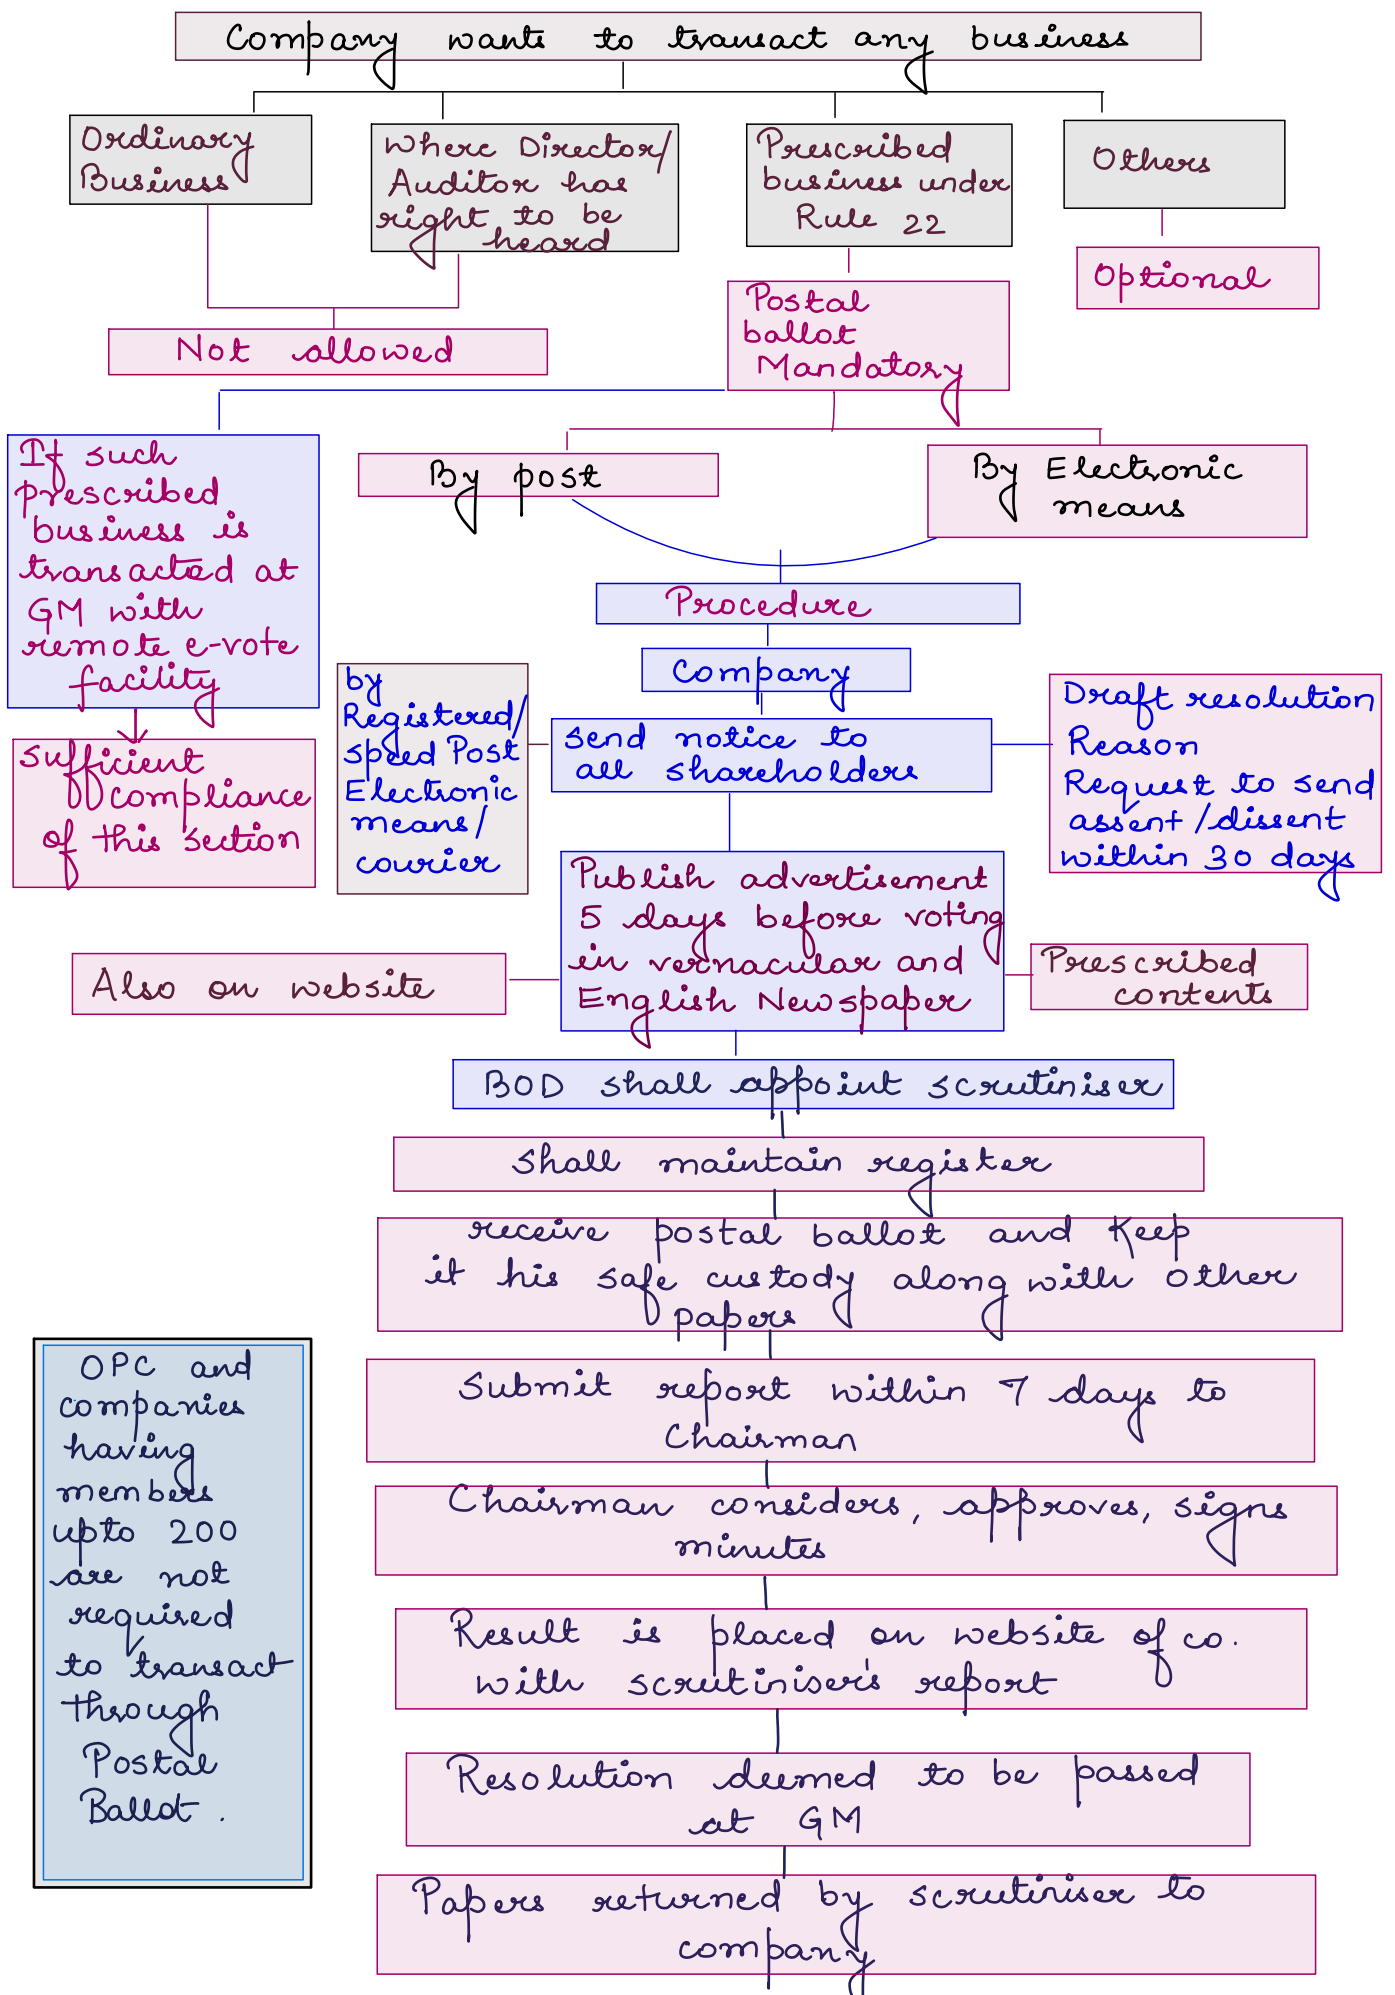 Company wants to transact any business
Ordinary
Business
Where Director/
Auditor has
right to be
heard
Prescribed
business under
Rule 22
Others
Optional
Not allowed
Postal
ballot
Mandatory
If such
prescribed
business is
transacted at
GM with
remote e-vote
facility
sufficient
compliance
of this section
By post
By Electronic
means
Procedure
Company
by
Registered/
speed Post
Electronic
means/
courier
send notice to
all shareholders
Draft resolution
Reason
Request to send
assent/dissent
within 30 days
Publish advertisement
5 days before voting
in vernacular and
English Newspaper
Also on website
Prescribed
contents
BOD shall appoint scrutiniser
Shall maintain register
receive postal ballot and Keep
it his safe custody along with other
papers
Submit report within 7 days to
Chairman
Chairman considers, approves, signs
minutes
Result is placed on website of co.
with scrutiniser's report
Resolution deemed to be passed
at GM
Papers returned by scrutiniser to
company
OPC and
companies
having
members
upto 200
are not
required
to transact
through
Postal
Ballot.